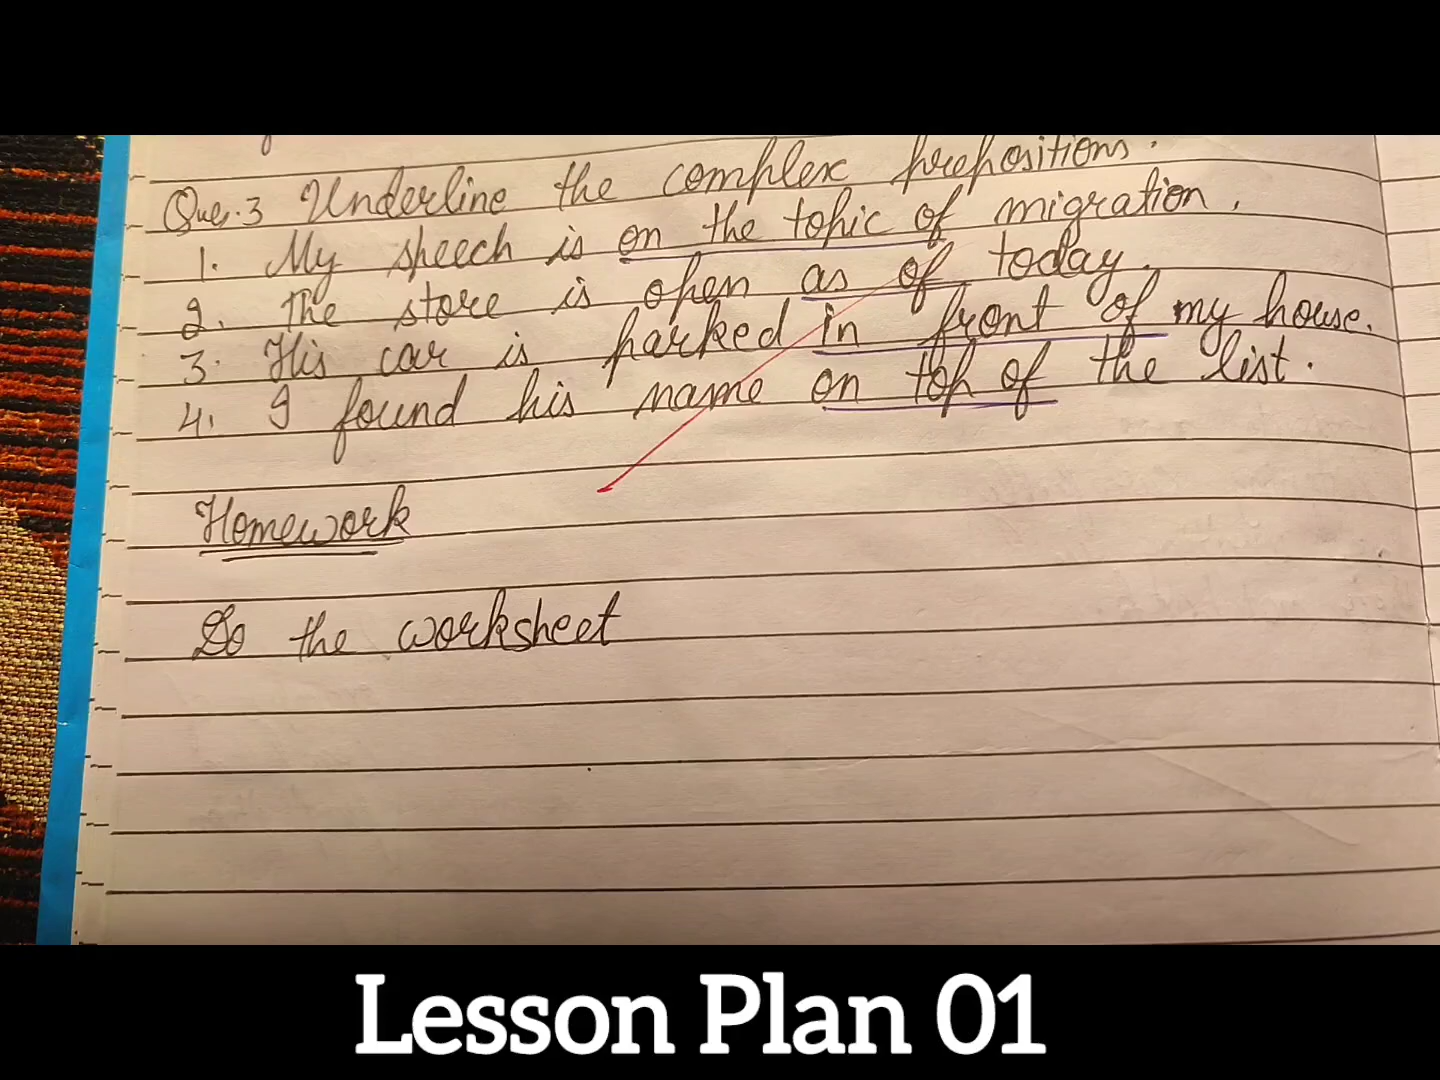 Que.3 Underline the complex prepositions.
1. My speech is on the topic of migration.
2. The store is open as of today.
3. His car is parked in front of my house.
4. I found his name on top of the list.
Homework
Do the worksheet
Lesson Plan 01